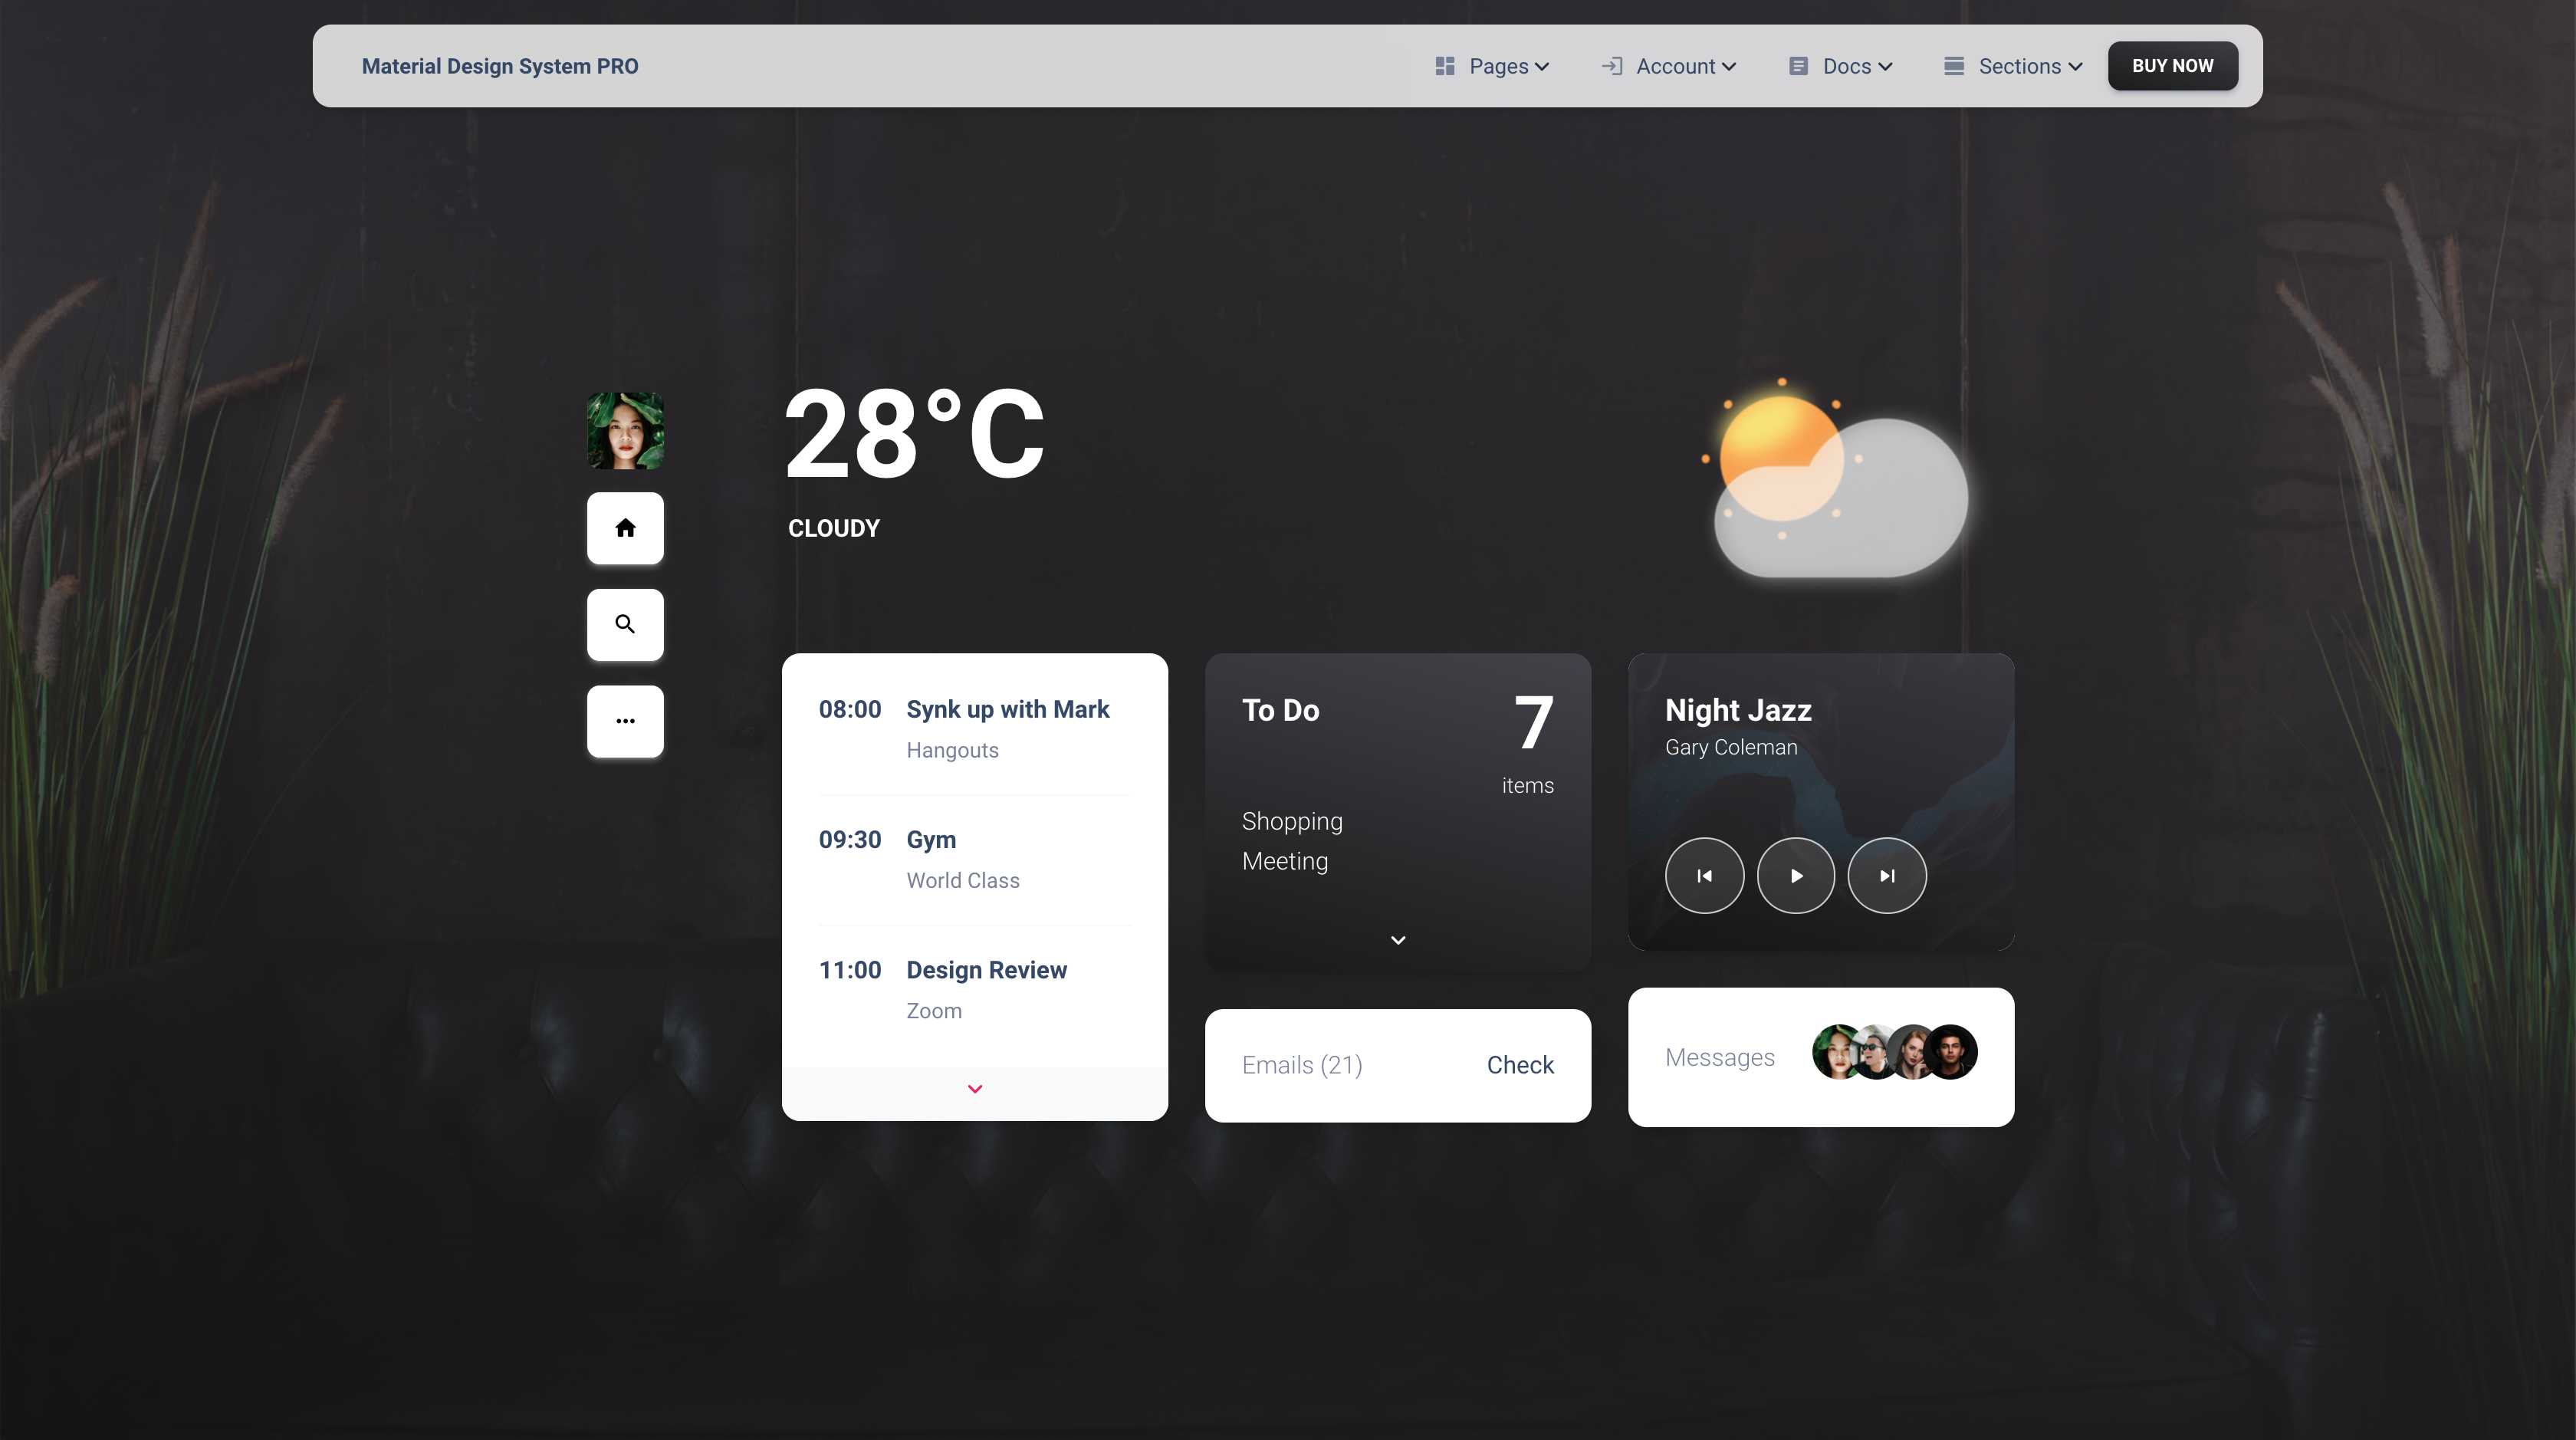 Material Design System PRO
Pages
Account
Docs
Sections
BUY NOW
28°C
CLOUDY
08:00 Synk up with Mark
Hangouts
09:30 Gym
World Class
11:00 Design Review
Zoom
To Do
7
items
Shopping
Meeting
Emails (21) Check
Night Jazz
Gary Coleman
Messages